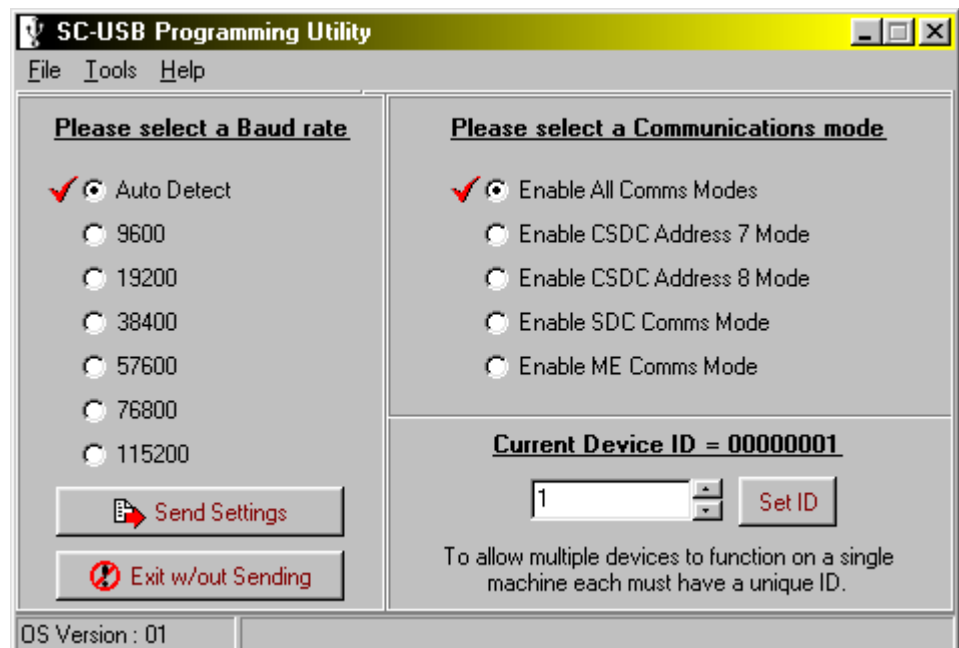 SC-USB Programming Utility
File Tools Help
Please select a Baud rate
Auto Detect
9600
19200
38400
57600
76800
115200
Send Settings
Exit w/out Sending
Please select a Communications mode
Enable All Comms Modes
Enable CSDC Address 7 Mode
Enable CSDC Address 8 Mode
Enable SDC Comms Mode
Enable ME Comms Mode
Current Device ID = 00000001
1
Set ID
To allow multiple devices to function on a single
machine each must have a unique ID.
OS Version : 01